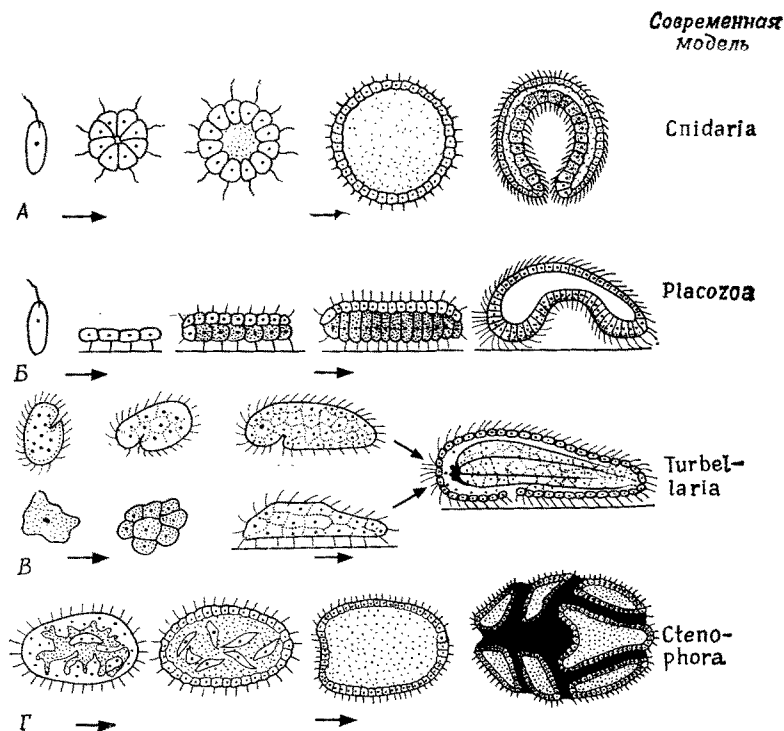 Современная
модель
Cnidaria
А
Placozoa
Б
Turbel-
laria
В
Cteno-
phora
Г